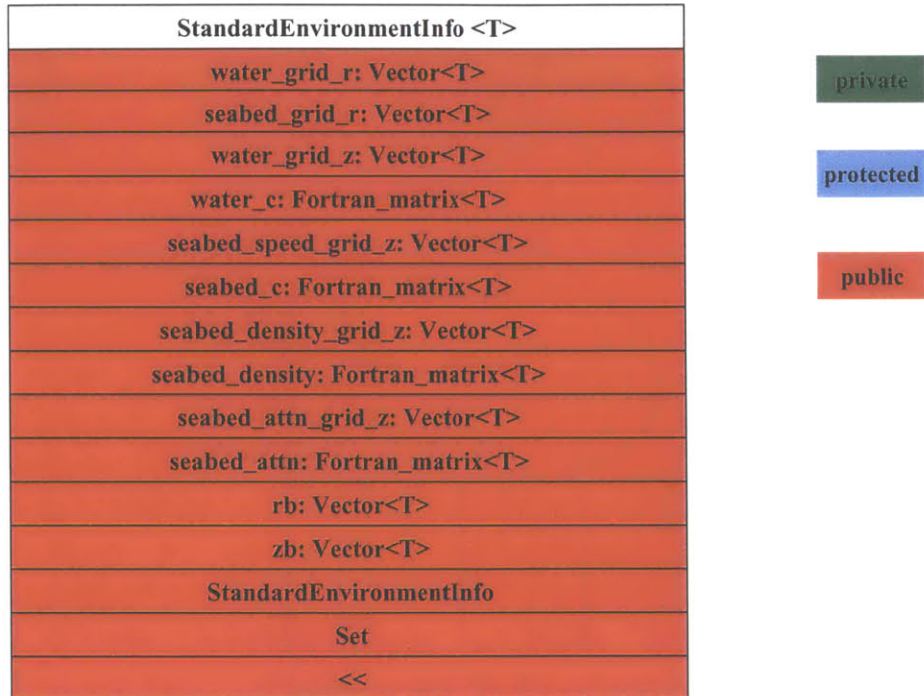 StandardEnvironmentInfo <T>
water_grid_r: Vector<T>
seabed_grid_r: Vector<T>
water_grid_z: Vector<T>
water_c: Fortran_matrix<T>
seabed_speed_grid_z: Vector<T>
seabed_c: Fortran_matrix<T>
seabed_density_grid_z: Vector<T>
seabed_density: Fortran_matrix<T>
seabed_attn_grid_z: Vector<T>
seabed_attn: Fortran_matrix<T>
rb: Vector<T>
zb: Vector<T>
StandardEnvironmentInfo
Set
<<
private
protected
public